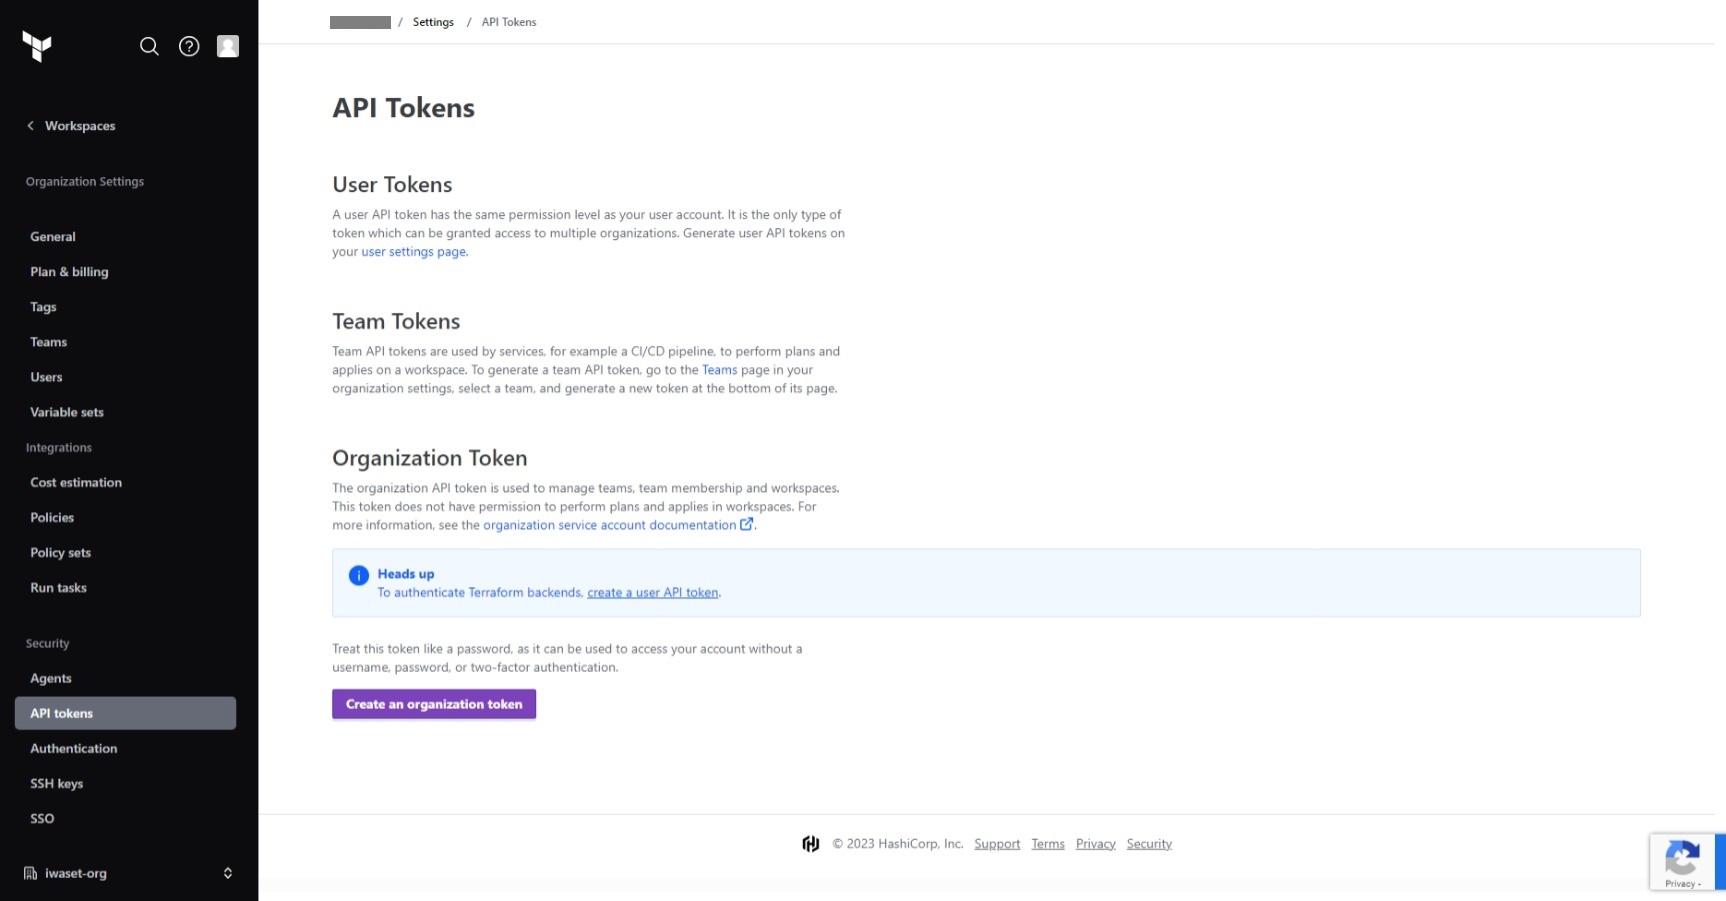 / Settings / API Tokens
Workspaces
Organization Settings
General
Plan & billing
Tags
Teams
Users
Variable sets
Integrations
Cost estimation
Policies
Policy sets
Run tasks
Security
Agents
API tokens
Authentication
SSH keys
SSO
iwaset-org
API Tokens
User Tokens
A user API token has the same permission level as your user account. It is the only type of
token which can be granted access to multiple organizations. Generate user API tokens on
your user settings page.
Team Tokens
Team API tokens are used by services, for example a CI/CD pipeline, to perform plans and
applies on a workspace. To generate a team API token, go to the Teams page in your
organization settings, select a team, and generate a new token at the bottom of its page.
Organization Token
The organization API token is used to manage teams, team membership and workspaces.
This token does not have permission to perform plans and applies in workspaces. For
more information, see the organization service account documentation.
Heads up
To authenticate Terraform backends, create a user API token.
Treat this token like a password, as it can be used to access your account without a
username, password, or two-factor authentication.
Create an organization token
© 2023 HashiCorp, Inc. Support Terms Privacy Security
Privacy -